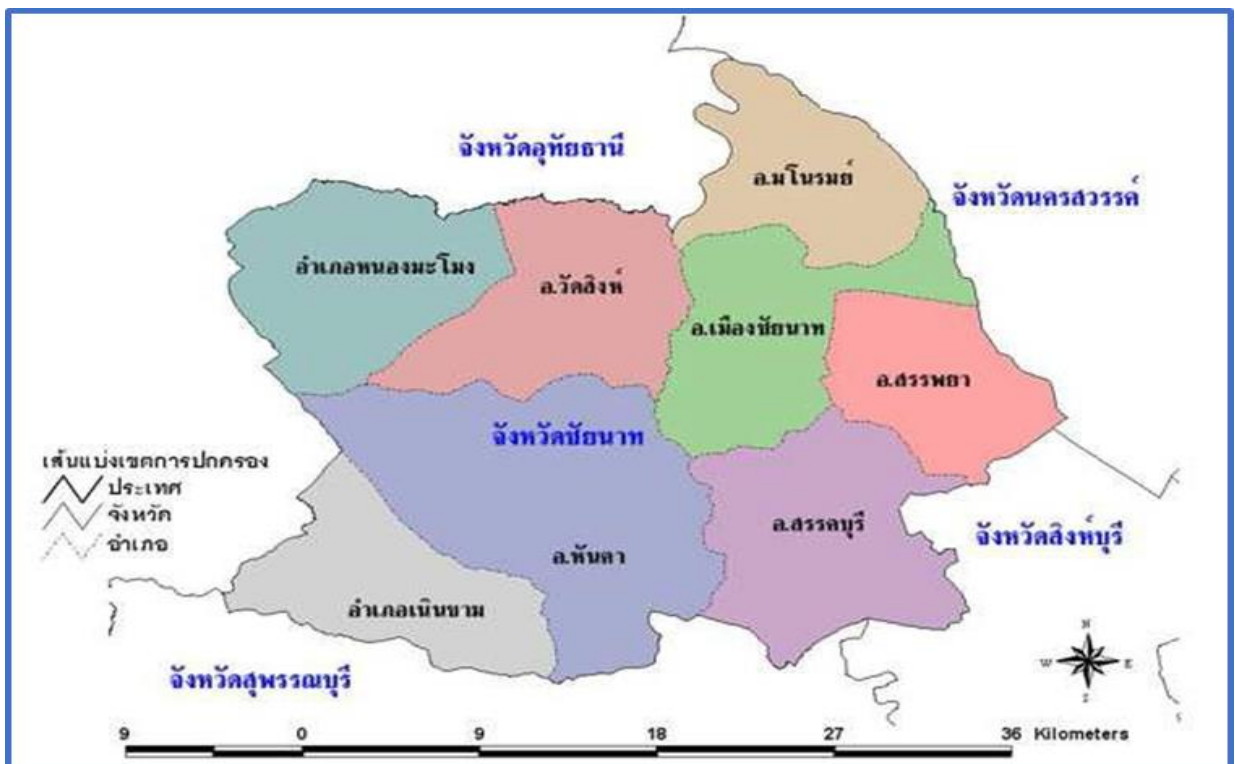 จังหวัดอุทัยธานี
อ.มโนรมย์
จังหวัดนครสวรรค์
อำเภอหนองมะโมง
อ.วัดสิงห์
อ.เมืองชัยนาท
อ.สรรพยา
จังหวัดชัยนาท
เส้นแบ่งเขตการปกครอง
ประเทศ
จังหวัด
อำเภอ
อ.สรรคบุรี
จังหวัดสิงห์บุรี
อ.หันคา
อำเภอเนินขาม
จังหวัดสุพรรณบุรี
N
W E
S
9 0 9 18 27 36 Kilometers